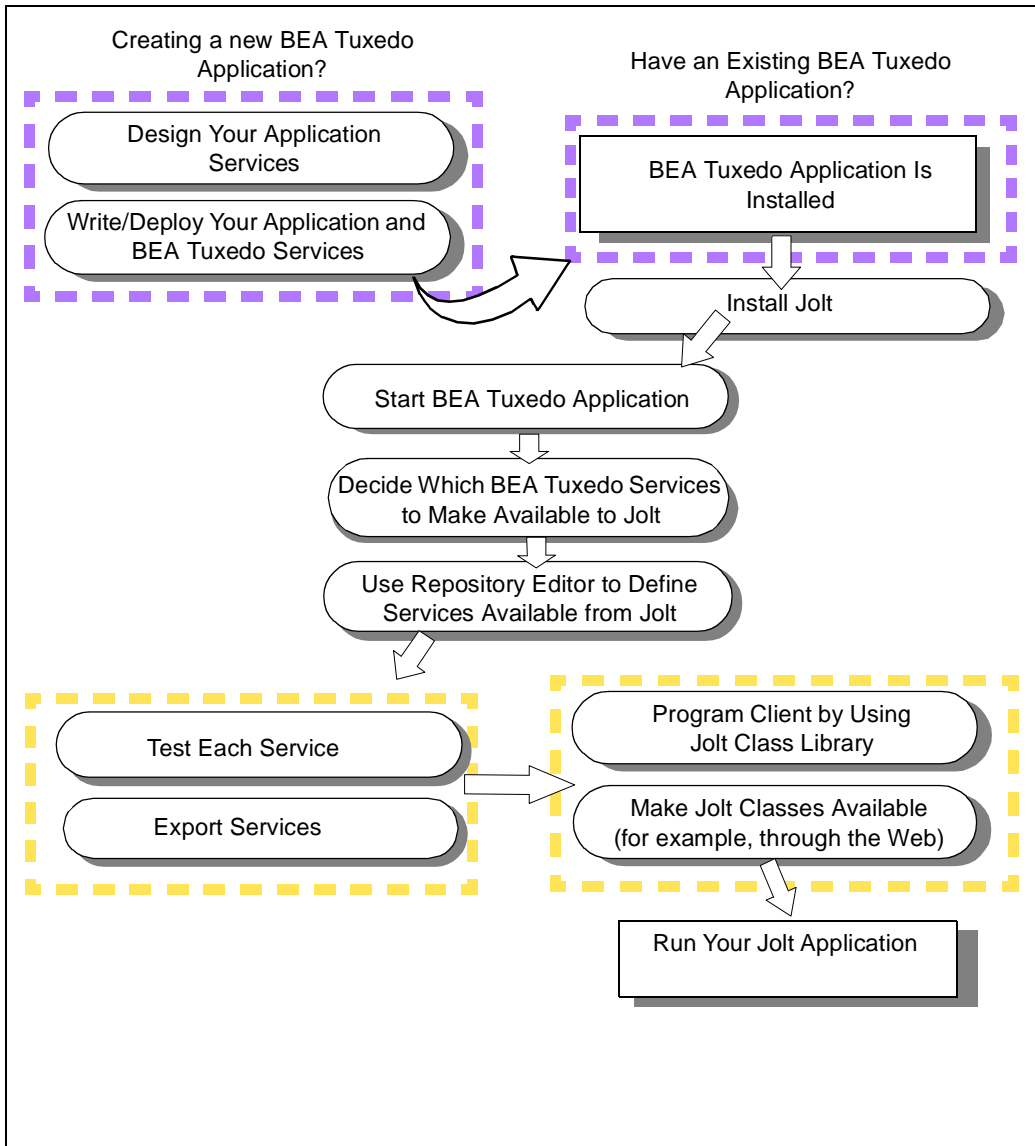 Creating a new BEA Tuxedo
Application?
Design Your Application
Services
Write/Deploy Your Application and
BEA Tuxedo Services
Have an Existing BEA Tuxedo
Application?
BEA Tuxedo Application Is
Installed
Install Jolt
Start BEA Tuxedo Application
Decide Which BEA Tuxedo Services
to Make Available to Jolt
Use Repository Editor to Define
Services Available from Jolt
Test Each Service
Export Services
Program Client by Using
Jolt Class Library
Make Jolt Classes Available
(for example, through the Web)
Run Your Jolt Application